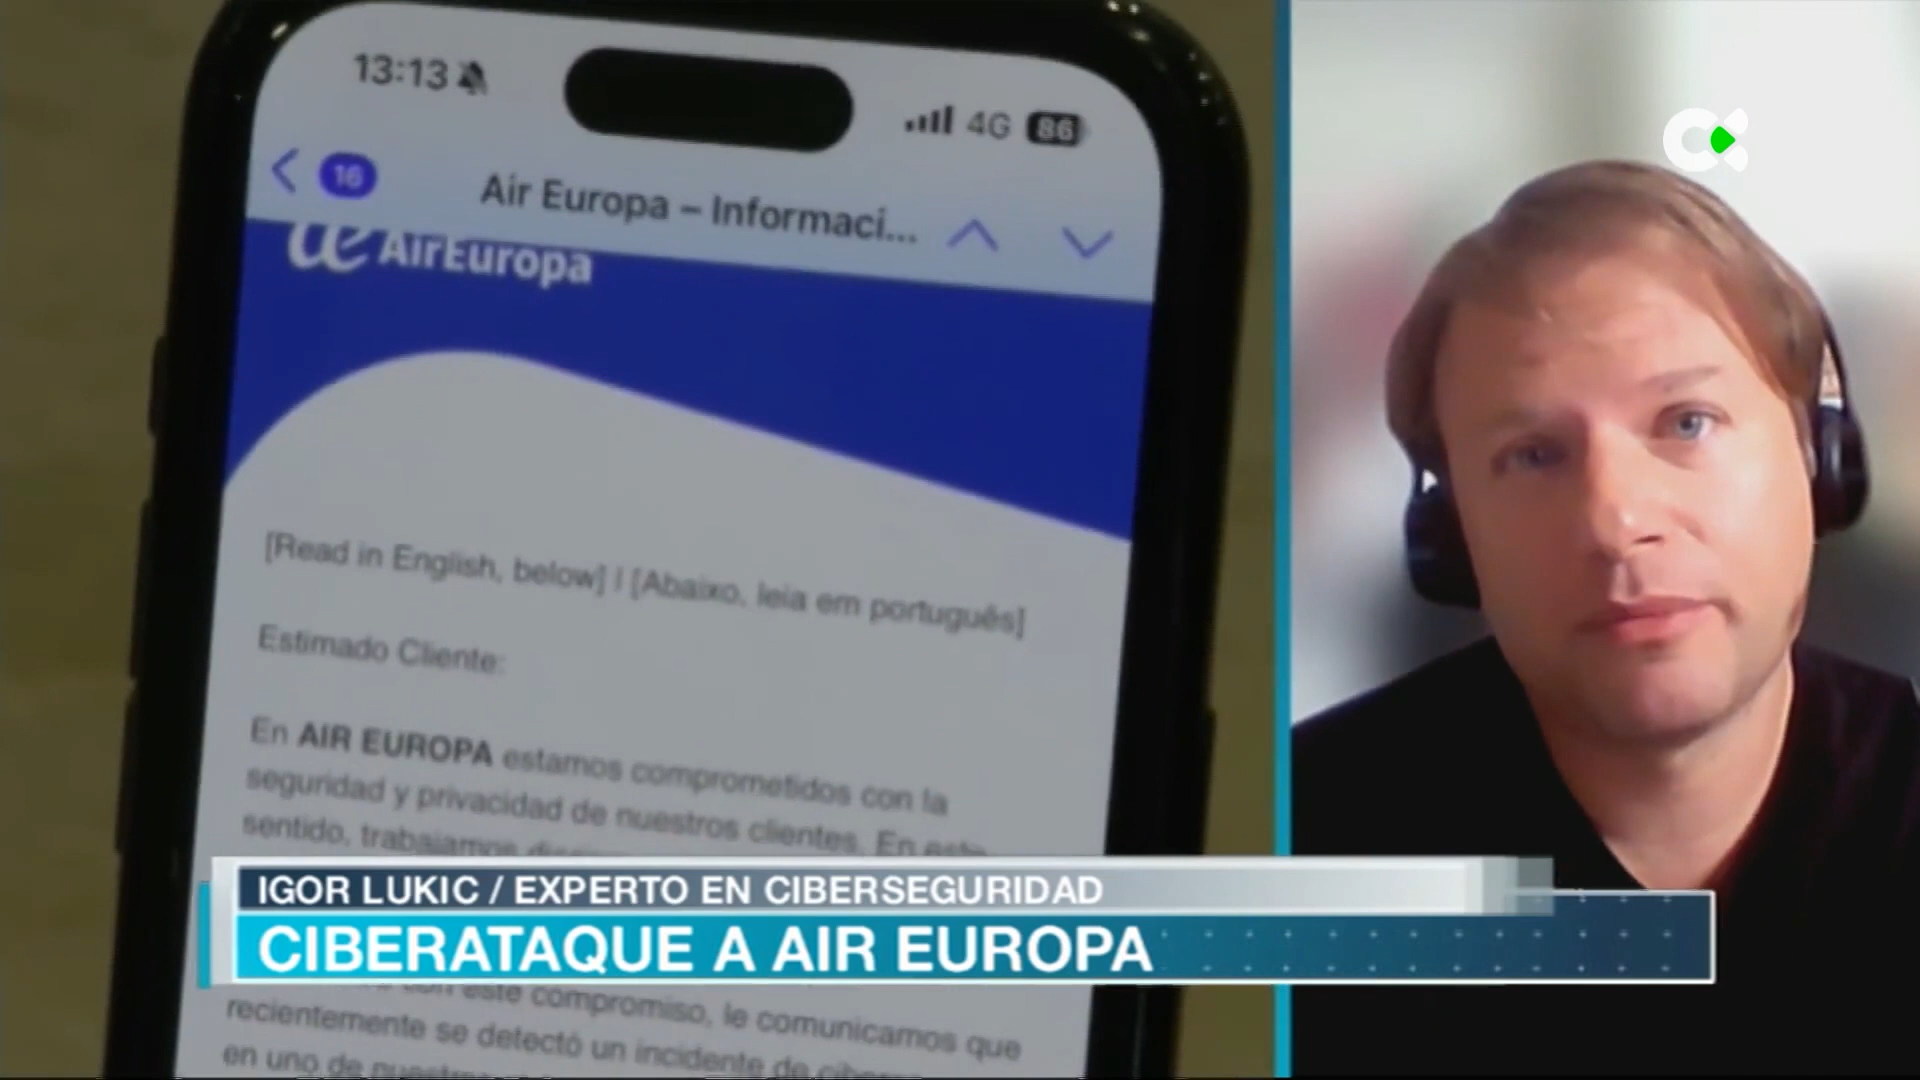 13:13
4G 86
16
Air Europa – Informaci...
AirEuropa
[Read in English, below] | [Abaixo, leia em português]
Estimado Cliente:
En AIR EUROPA estamos comprometidos con la
seguridad y privacidad de nuestros clientes. En este
sentido, trabajamos
IGOR LUKIC / EXPERTO EN CIBERSEGURIDAD
CIBERATAQUE A AIR EUROPA
con este compromiso, le comunicamos que
recientemente se detectó un incidente de
en uno de